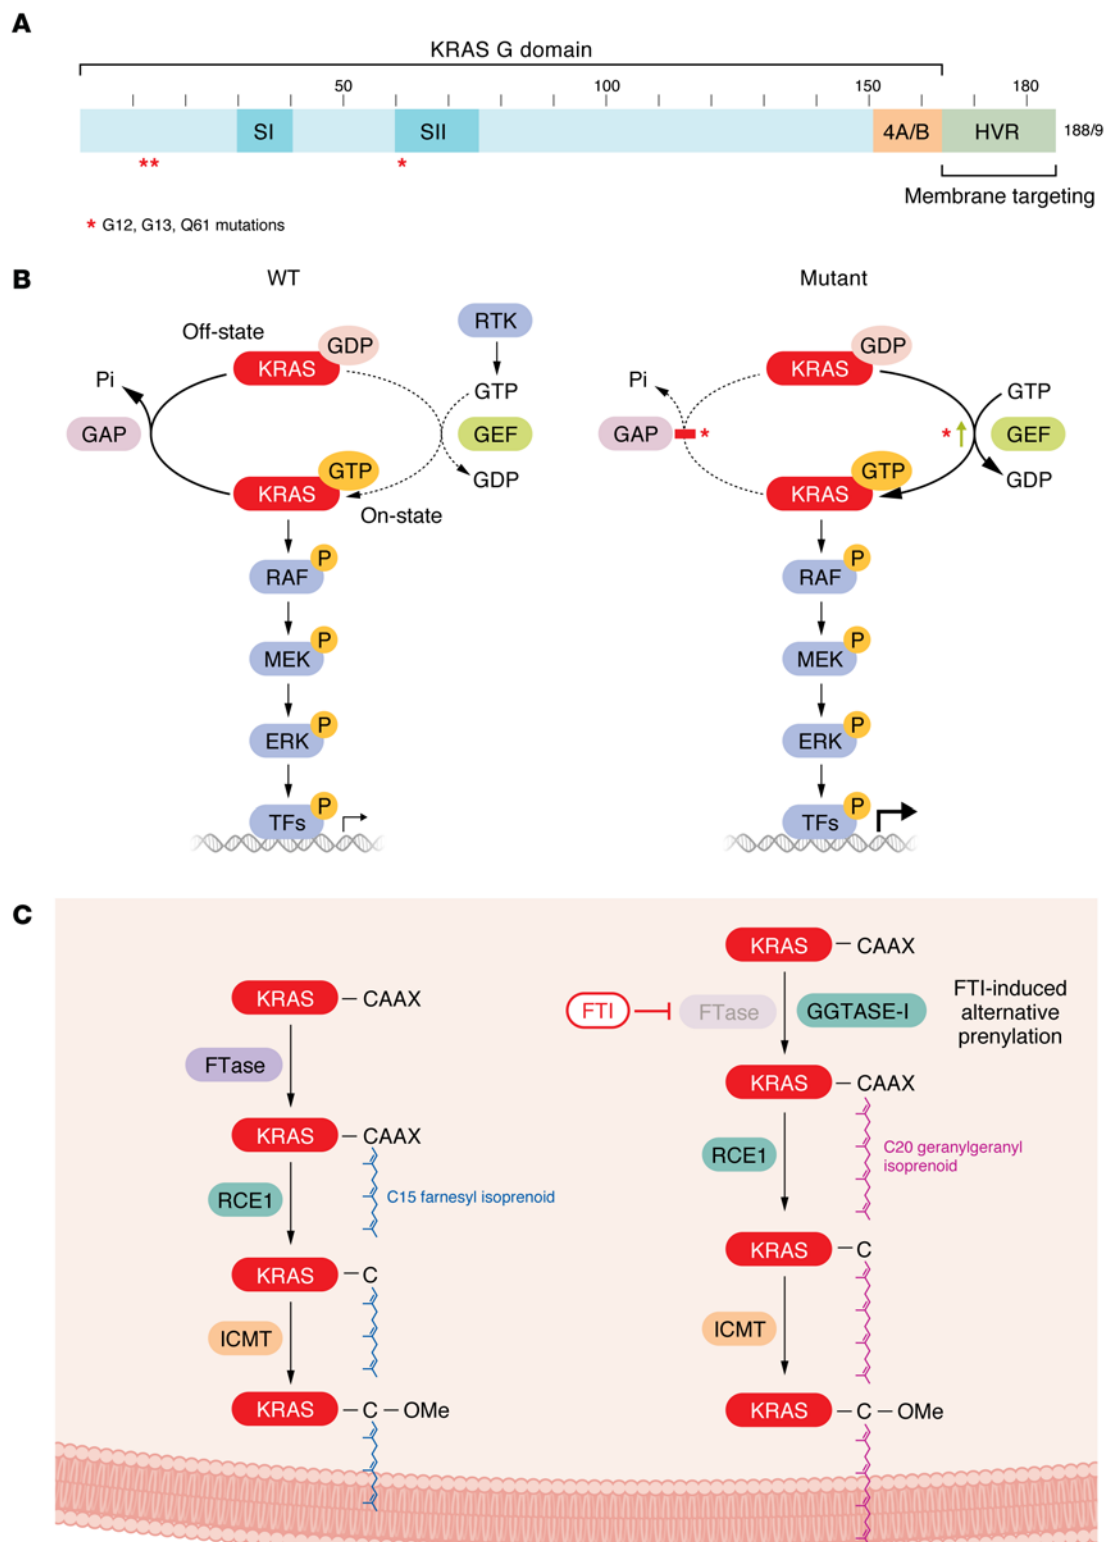 A
KRAS G domain
50
100
150
180
SI
SII
4A/B
HVR
188/9
**
*
Membrane targeting
* G12, G13, Q61 mutations
B
WT
Off-state
GDP
KRAS
RTK
Pi
GTP
GAP
GEF
GTP
KRAS
GDP
On-state
P
RAF
P
MEK
P
ERK
P
TFs
Mutant
GDP
KRAS
Pi
GTP
GAP
*
*
GEF
GTP
KRAS
GDP
P
RAF
P
MEK
P
ERK
P
TFs
C
KRAS – CAAX
FTase
KRAS – CAAX
RCE1
C15 farnesyl isoprenoid
KRAS – C
ICMT
KRAS – C – OMe
KRAS – CAAX
FTI
FTase
GGTASE-I
FTI-induced
alternative
prenylation
KRAS – CAAX
RCE1
C20 geranylgeranyl
isoprenoid
KRAS – C
ICMT
KRAS – C – OMe